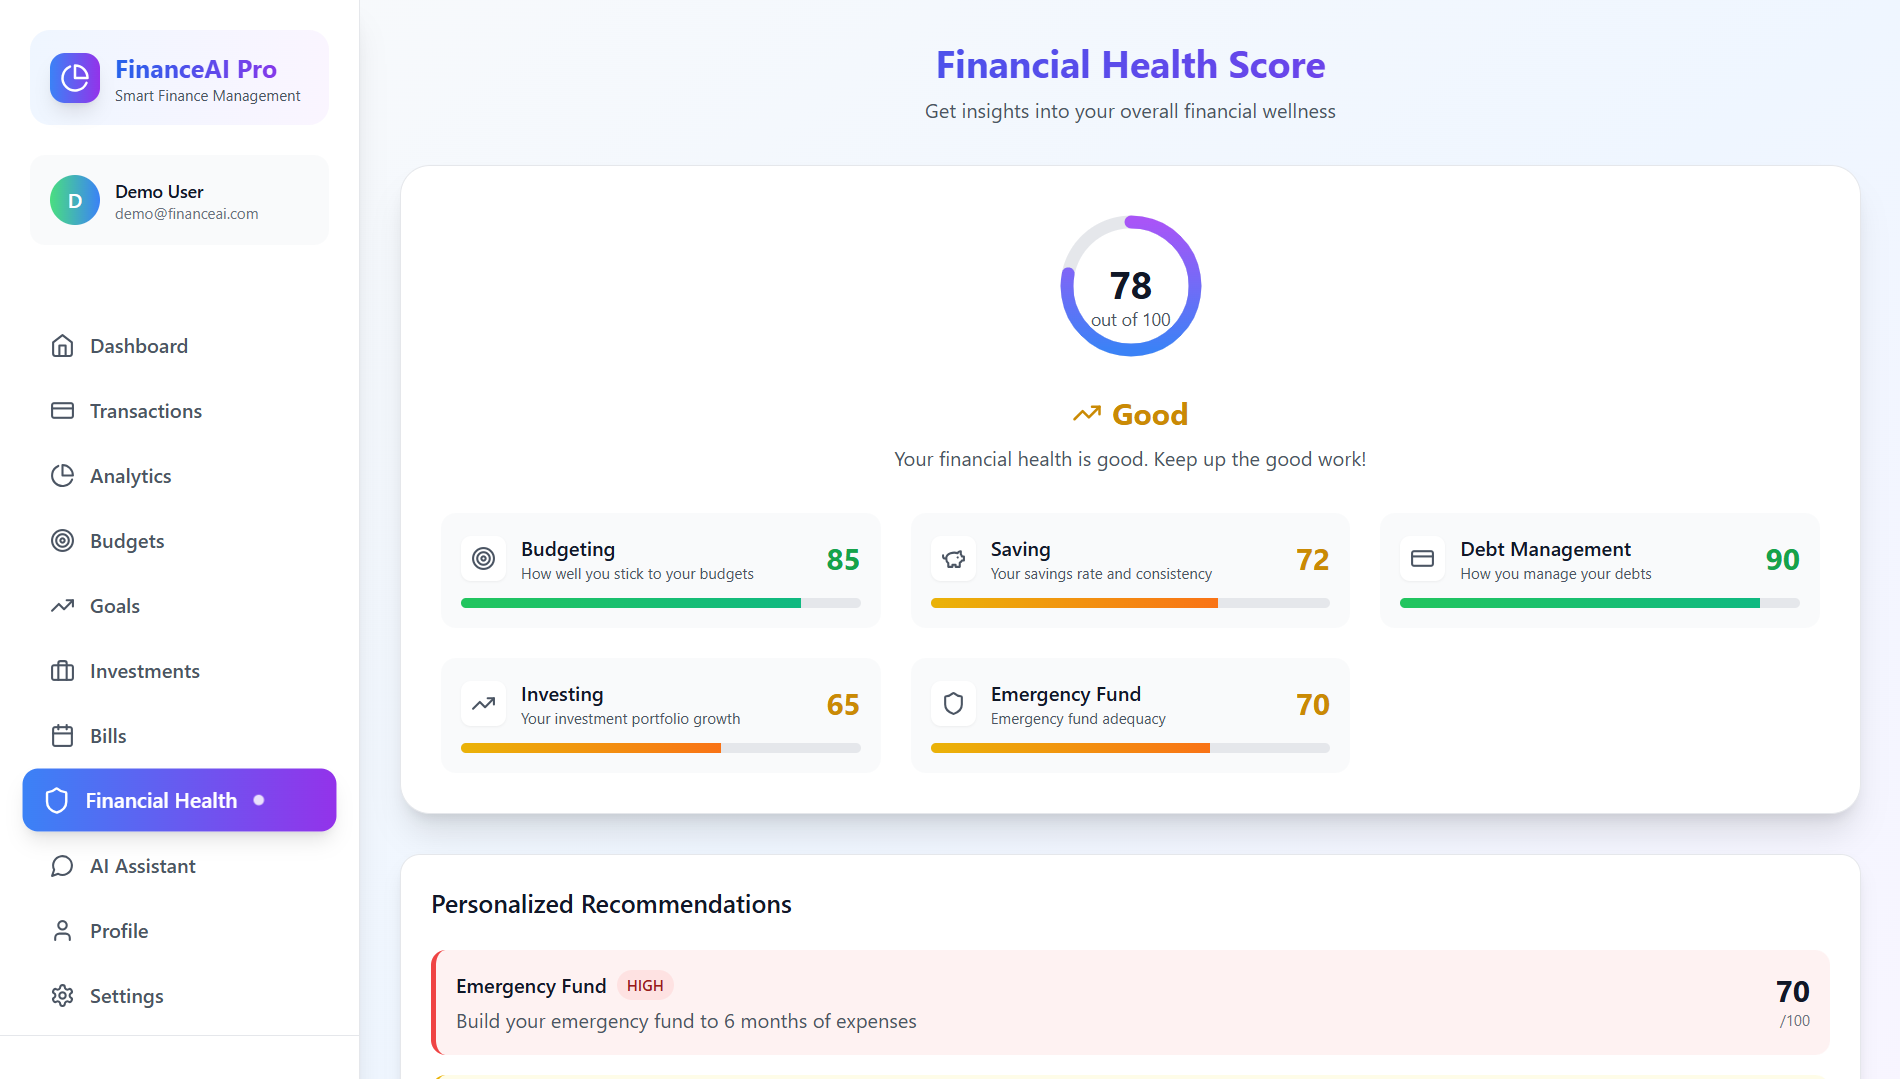 FinanceAI Pro
Smart Finance Management
D
Demo User
demo@financeai.com
Dashboard
Transactions
Analytics
Budgets
Goals
Investments
Bills
Financial Health
AI Assistant
Profile
Settings
Financial Health Score
Get insights into your overall financial wellness
78
out of 100
Good
Your financial health is good. Keep up the good work!
Budgeting
How well you stick to your budgets
85
Saving
Your savings rate and consistency
72
Debt Management
How you manage your debts
90
Investing
Your investment portfolio growth
65
Emergency Fund
Emergency fund adequacy
70
Personalized Recommendations
Emergency Fund HIGH
Build your emergency fund to 6 months of expenses
70
/100